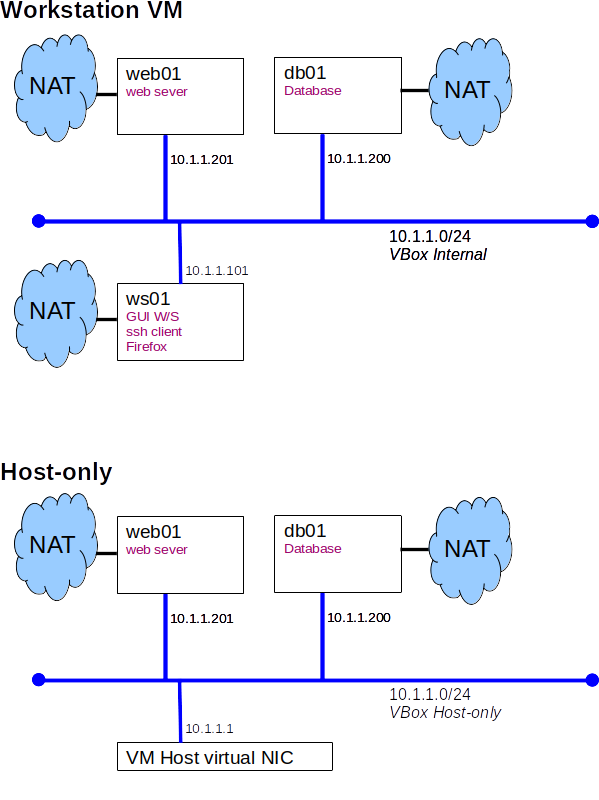 Workstation VM
NAT
web01
web sever
db01
Database
NAT
10.1.1.201
10.1.1.200
10.1.1.0/24
VBox Internal
10.1.1.101
NAT
ws01
GUI W/S
ssh client
Firefox
Host-only
NAT
web01
web sever
db01
Database
NAT
10.1.1.201
10.1.1.200
10.1.1.0/24
VBox Host-only
10.1.1.1
VM Host virtual NIC